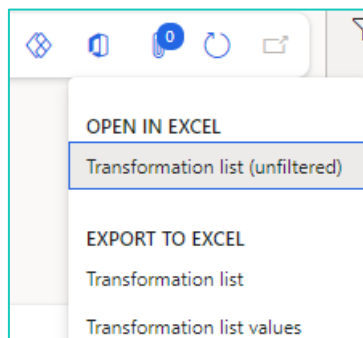 0
OPEN IN EXCEL
Transformation list (unfiltered)
EXPORT TO EXCEL
Transformation list
Transformation list values